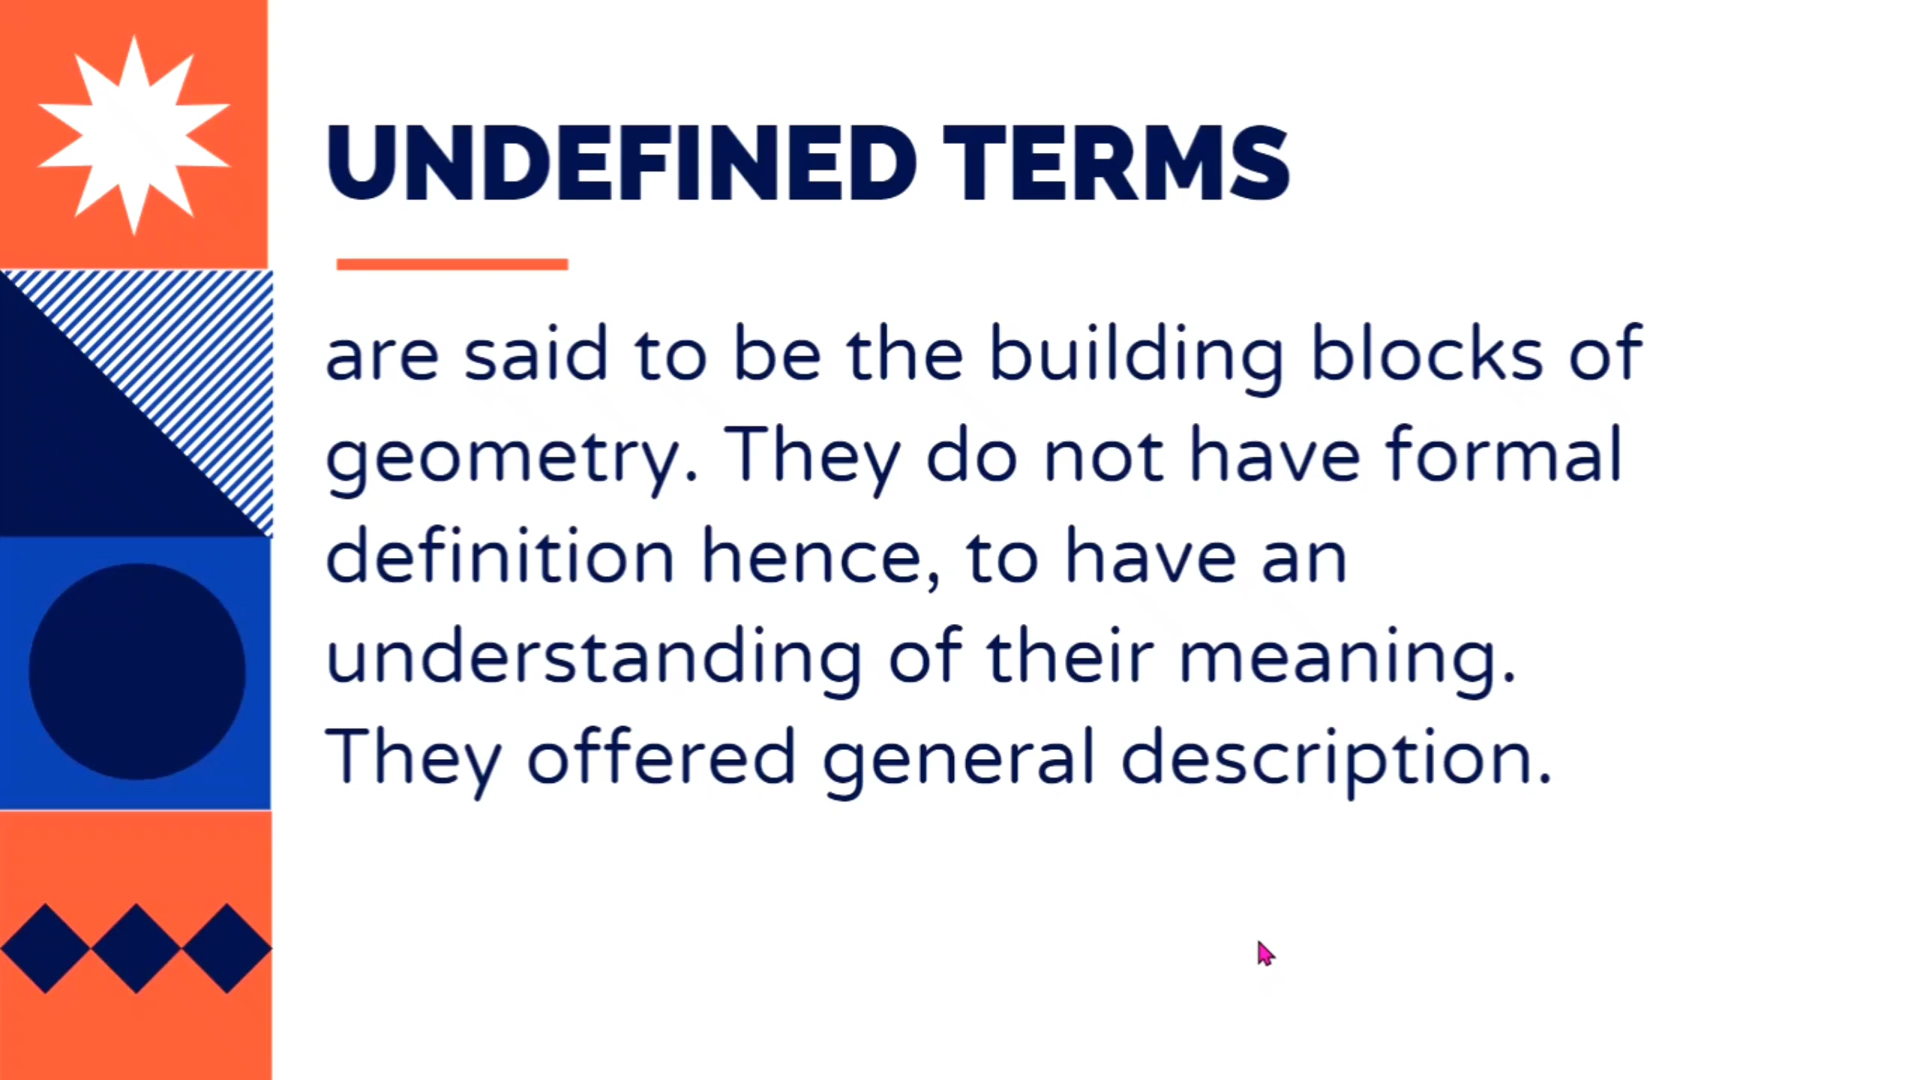 UNDEFINED TERMS
are said to be the building blocks of
geometry. They do not have formal
definition hence, to have an
understanding of their meaning.
They offered general description.